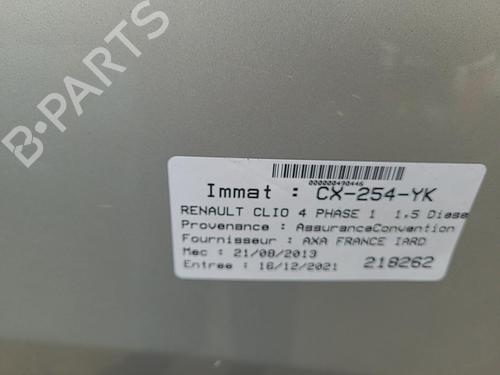 B-PARTS
000000490446
Immat : CX-254-YK
RENAULT CLIO 4 PHASE 1 1,5 Diese
Provenance : AssuranceConvention
Fournisseur : AXA FRANCE IARD
Mec : 21/08/2013
Entree : 16/12/2021 218262